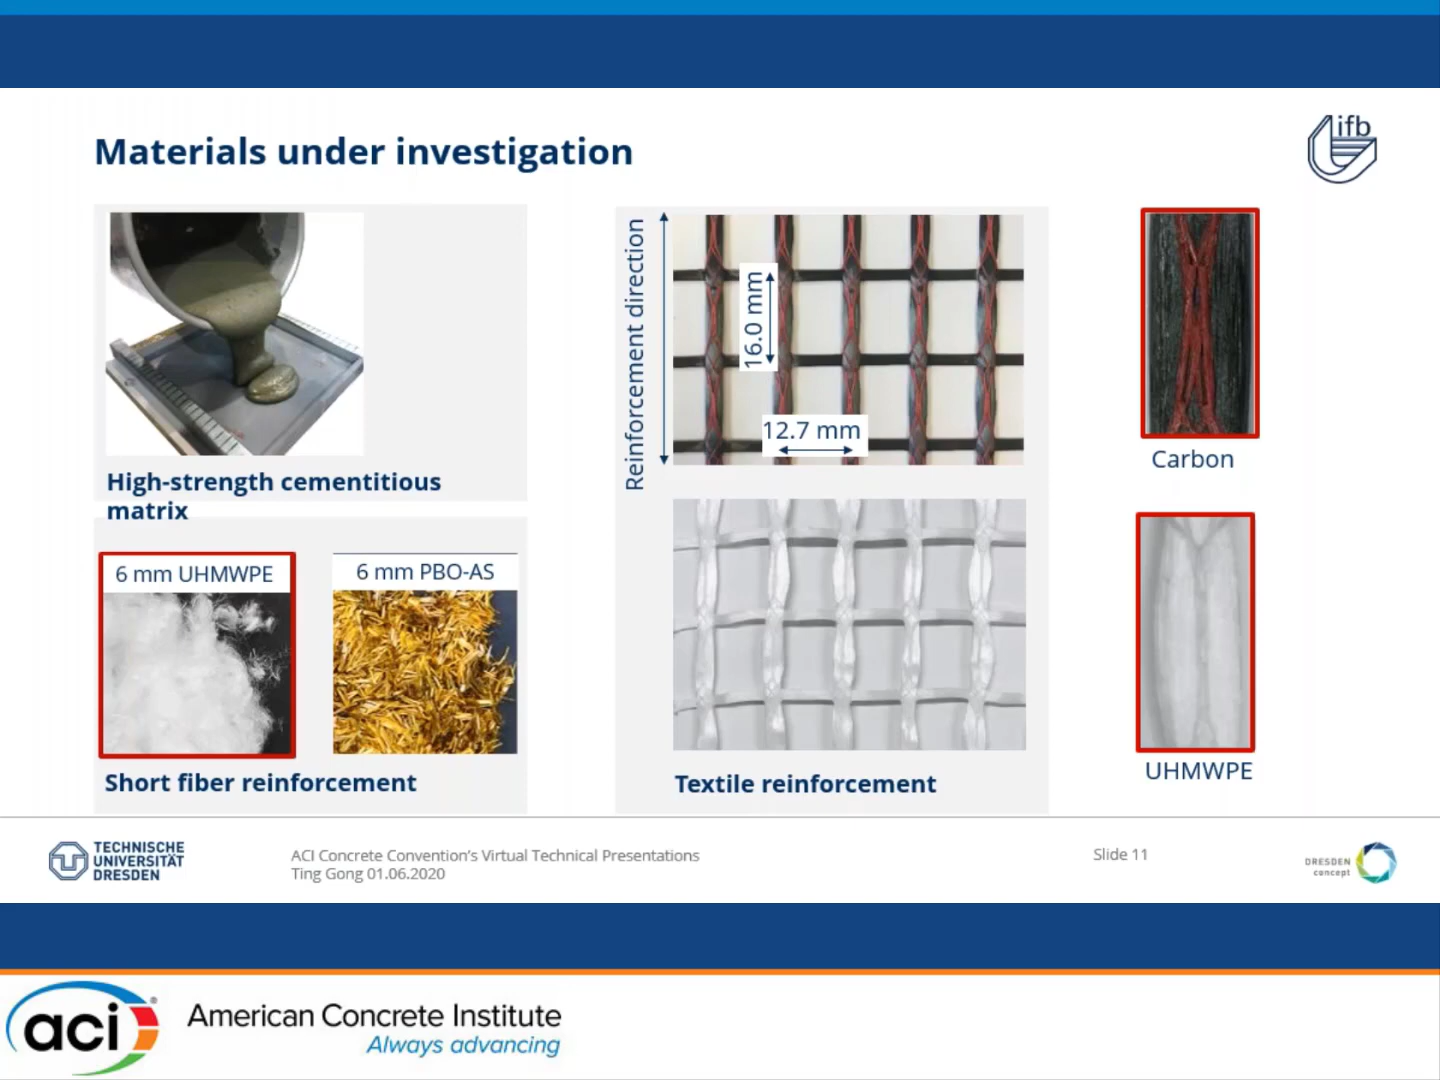 Materials under investigation
ifb
High-strength cementitious
matrix
6 mm UHMWPE
6 mm PBO-AS
Short fiber reinforcement
Reinforcement direction
16.0 mm
12.7 mm
Textile reinforcement
Carbon
UHMWPE
TECHNISCHE
UNIVERSITÄT
DRESDEN
ACI Concrete Convention’s Virtual Technical Presentations
Ting Gong 01.06.2020
Slide 11
DRESDEN
concept
aci
American Concrete Institute
Always advancing